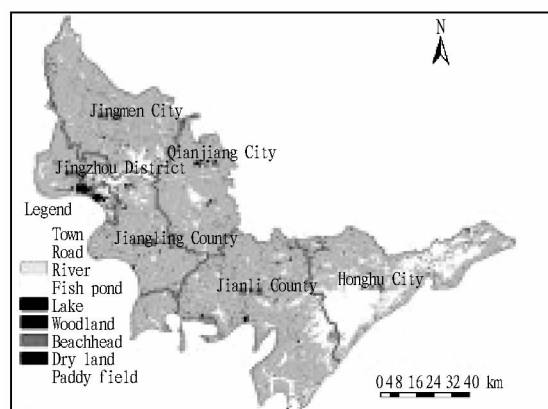 N
Jingmen City
Qianjiang City
Jingzhou District
Legend
Town
Jiangling County
Road
River
Jianli County
Honghu City
Fish pond
Lake
Woodland
Beachhead
Dry land
Paddy field
0 4 8 16 24 32 40 km